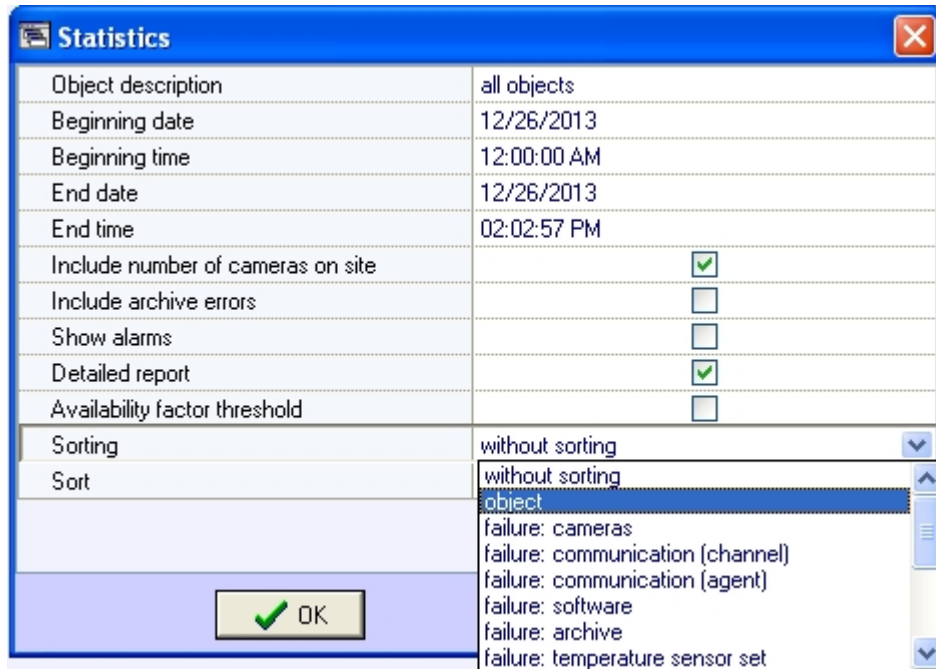 Statistics
Object description all objects
Beginning date 12/26/2013
Beginning time 12:00:00 AM
End date 12/26/2013
End time 02:02:57 PM
Include number of cameras on site
Include archive errors
Show alarms
Detailed report
Availability factor threshold
Sorting without sorting
Sort
without sorting
object
failure: cameras
failure: communication (channel)
failure: communication (agent)
failure: software
failure: archive
failure: temperature sensor set
OK